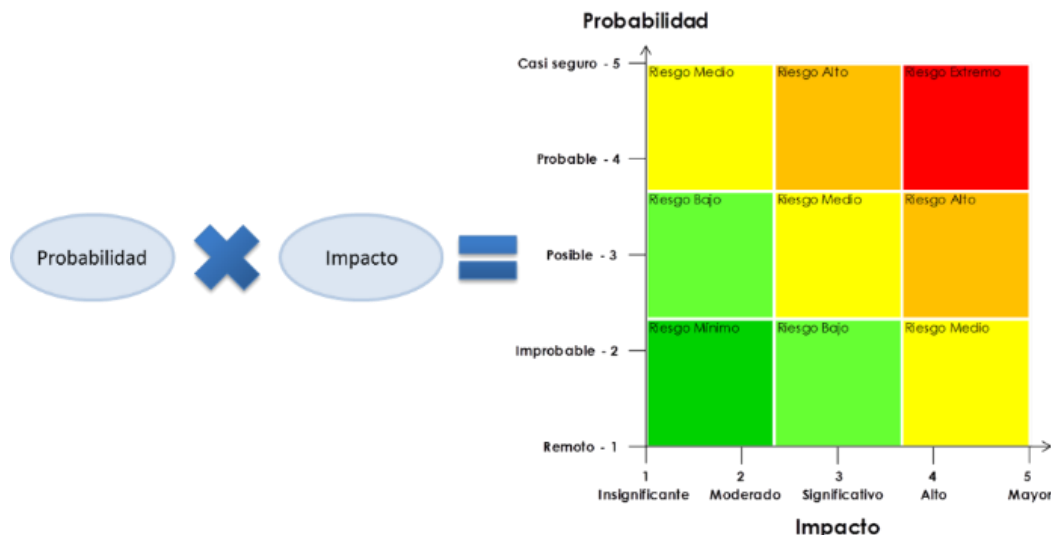 Probabilidad
Casi seguro - 5
Riesgo Medio
Riesgo Alto
Riesgo Extremo
Probable - 4
Riesgo Bajo
Riesgo Medio
Riesgo Alto
Probabilidad
Impacto
Posible - 3
Riesgo Mínimo
Riesgo Bajo
Riesgo Medio
Improbable - 2
Remoto - 1
1
2
3
4
5
Insignificante
Moderado
Significativo
Alto
Mayor
Impacto